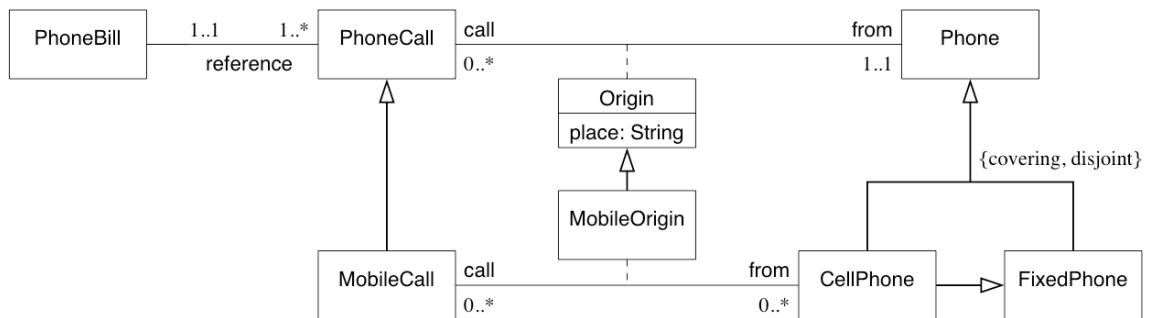 PhoneBill 1..1 1..* PhoneCall call from Phone
reference 0..* 1..1
Origin
place: String
{covering, disjoint}
MobileOrigin
MobileCall call from CellPhone FixedPhone
0..* 0..*